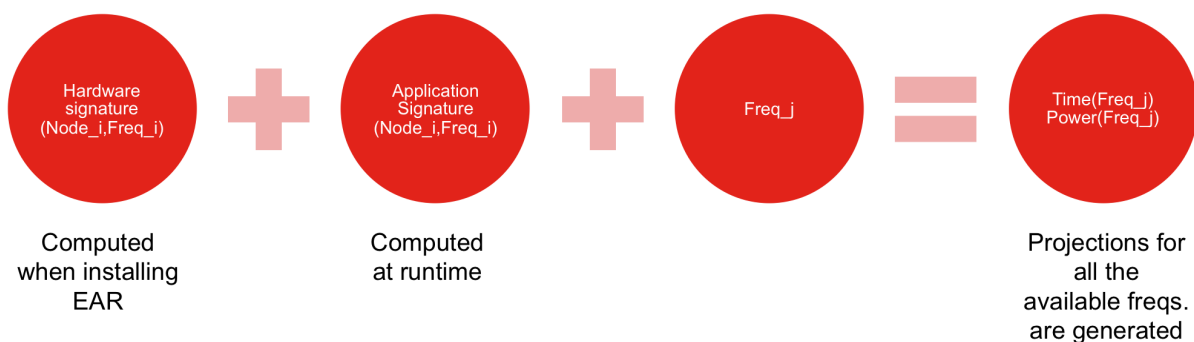 Hardware
signature
(Node_i,Freq_i)
Application
Signature
(Node_i,Freq_i)
Freq_j
Time(Freq_j)
Power(Freq_j)
Computed
when installing
EAR
Computed
at runtime
Projections for
all the
available freqs.
are generated